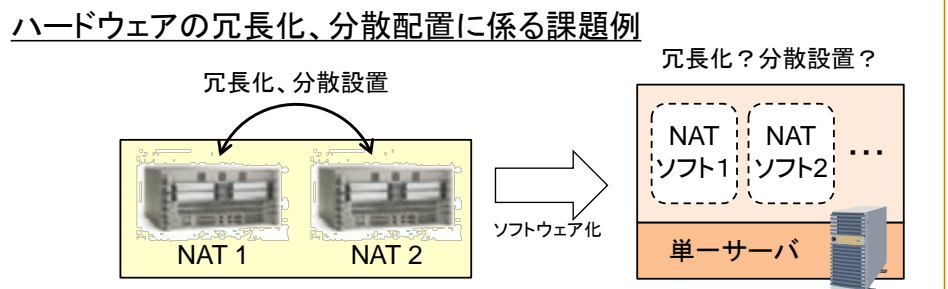 ハードウェアの冗長化、分散配置に係る課題例
冗長化、分散設置
NAT 1
NAT 2
ソフトウェア化
冗長化？分散設置？
NAT
ソフト1
NAT
ソフト2
･･･
単一サーバ